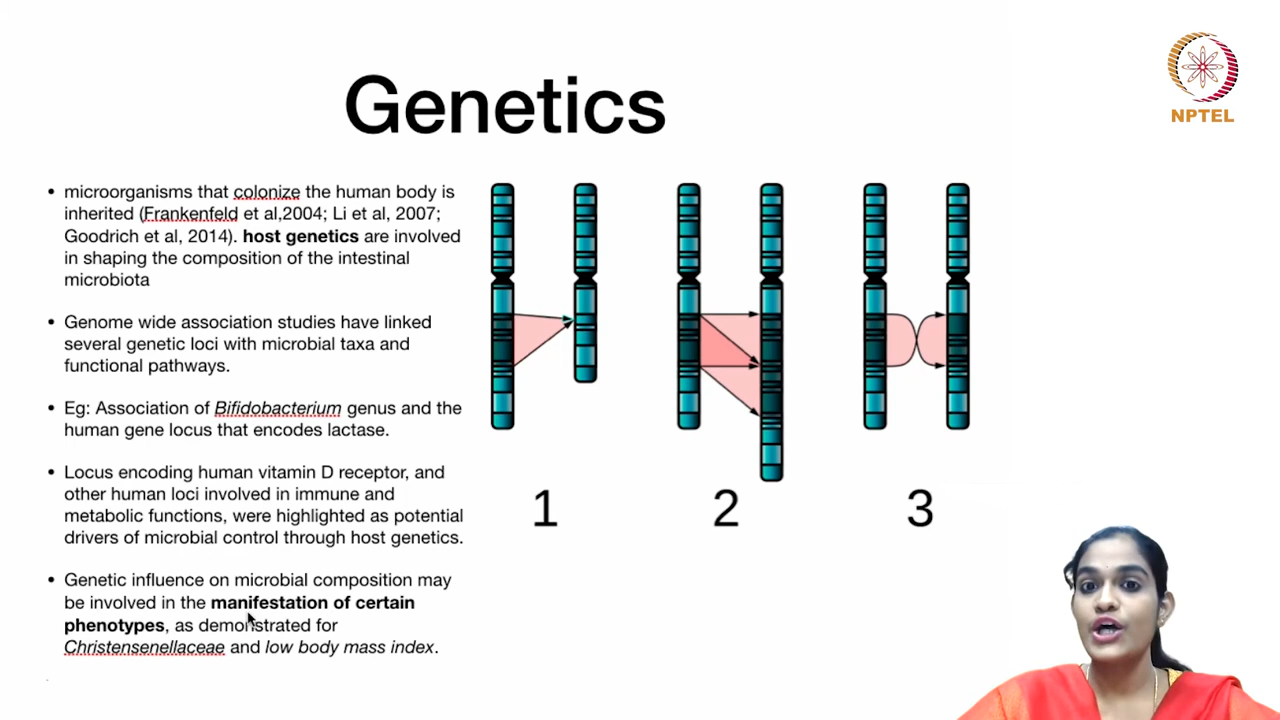 NPTEL
Genetics
• microorganisms that colonize the human body is
inherited (Frankenfeld et al,2004; Li et al, 2007;
Goodrich et al, 2014). host genetics are involved
in shaping the composition of the intestinal
microbiota
• Genome wide association studies have linked
several genetic loci with microbial taxa and
functional pathways.
• Eg: Association of Bifidobacterium genus and the
human gene locus that encodes lactase.
• Locus encoding human vitamin D receptor, and
other human loci involved in immune and
metabolic functions, were highlighted as potential
drivers of microbial control through host genetics.
• Genetic influence on microbial composition may
be involved in the manifestation of certain
phenotypes, as demonstrated for
Christensenellaceae and low body mass index.
1
2
3